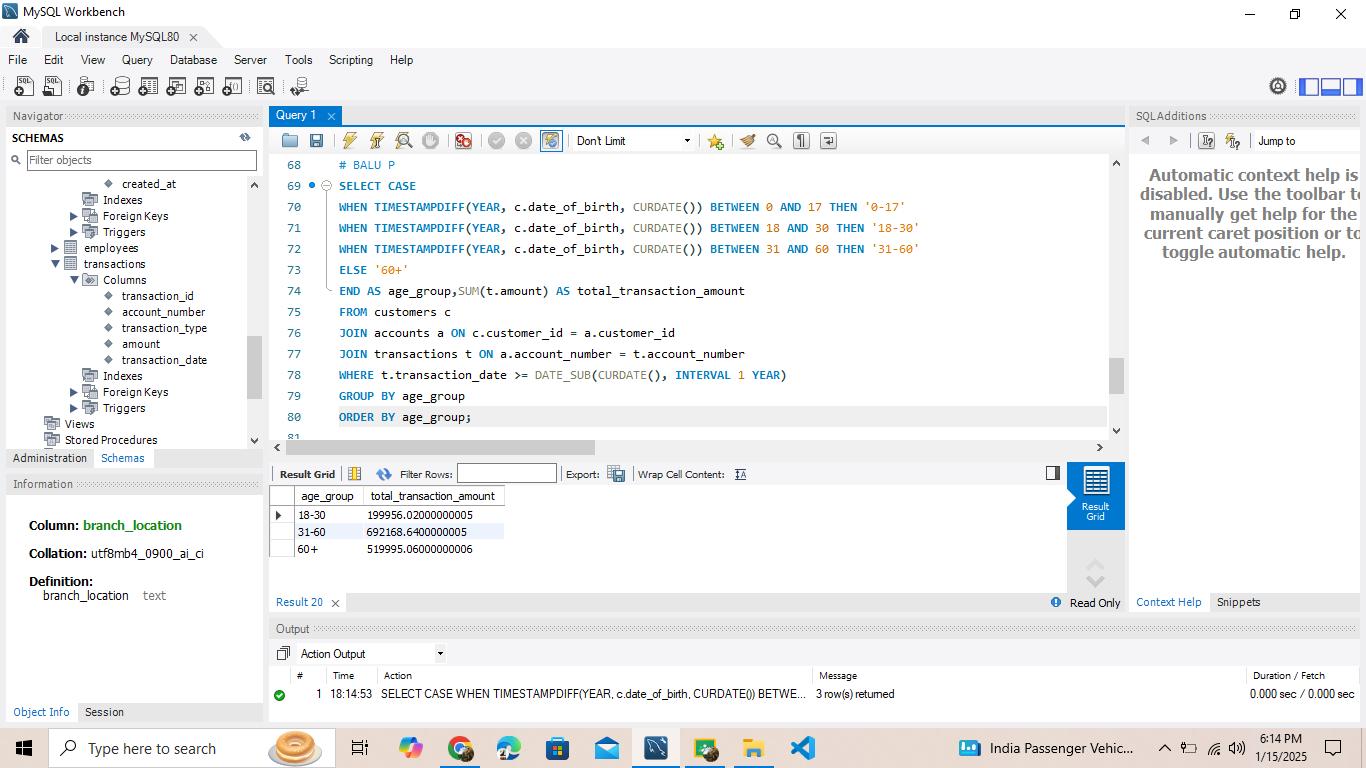 MySQL Workbench
Local instance MySQL80
File Edit View Query Database Server Tools Scripting Help
Navigator
SCHEMAS
Filter objects
created_at
Indexes
Foreign Keys
Triggers
employees
transactions
Columns
transaction_id
account_number
transaction_type
amount
transaction_date
Indexes
Foreign Keys
Triggers
Views
Stored Procedures
Administration Schemas
Information
Column: branch_location
Collation: utf8mb4_0900_ai_ci
Definition:
branch_location text
Object Info Session
Query 1
Don't Limit
68 # BALU P
69 SELECT CASE
70 WHEN TIMESTAMPDIFF(YEAR, c.date_of_birth, CURDATE()) BETWEEN 0 AND 17 THEN '0-17'
71 WHEN TIMESTAMPDIFF(YEAR, c.date_of_birth, CURDATE()) BETWEEN 18 AND 30 THEN '18-30'
72 WHEN TIMESTAMPDIFF(YEAR, c.date_of_birth, CURDATE()) BETWEEN 31 AND 60 THEN '31-60'
73 ELSE '60+'
74 END AS age_group,SUM(t.amount) AS total_transaction_amount
75 FROM customers c
76 JOIN accounts a ON c.customer_id = a.customer_id
77 JOIN transactions t ON a.account_number = t.account_number
78 WHERE t.transaction_date >= DATE_SUB(CURDATE(), INTERVAL 1 YEAR)
79 GROUP BY age_group
80 ORDER BY age_group;
81
Result Grid Filter Rows: Export: Wrap Cell Content:
age_group total_transaction_amount
18-30 199956.02000000005
31-60 692168.6400000005
60+ 519995.06000000006
Result Grid
Result 20
Read Only
Output
Action Output
# Time Action Message Duration / Fetch
1 18:14:53 SELECT CASE WHEN TIMESTAMPDIFF(YEAR, c.date_of_birth, CURDATE()) BETWE... 3 row(s) returned 0.000 sec / 0.000 sec
SQLAdditions
Jump to
Automatic context help is
disabled. Use the toolbar to
manually get help for the
current caret position or to
toggle automatic help.
Context Help Snippets
Type here to search
India Passenger Vehic...
6:14 PM
1/15/2025